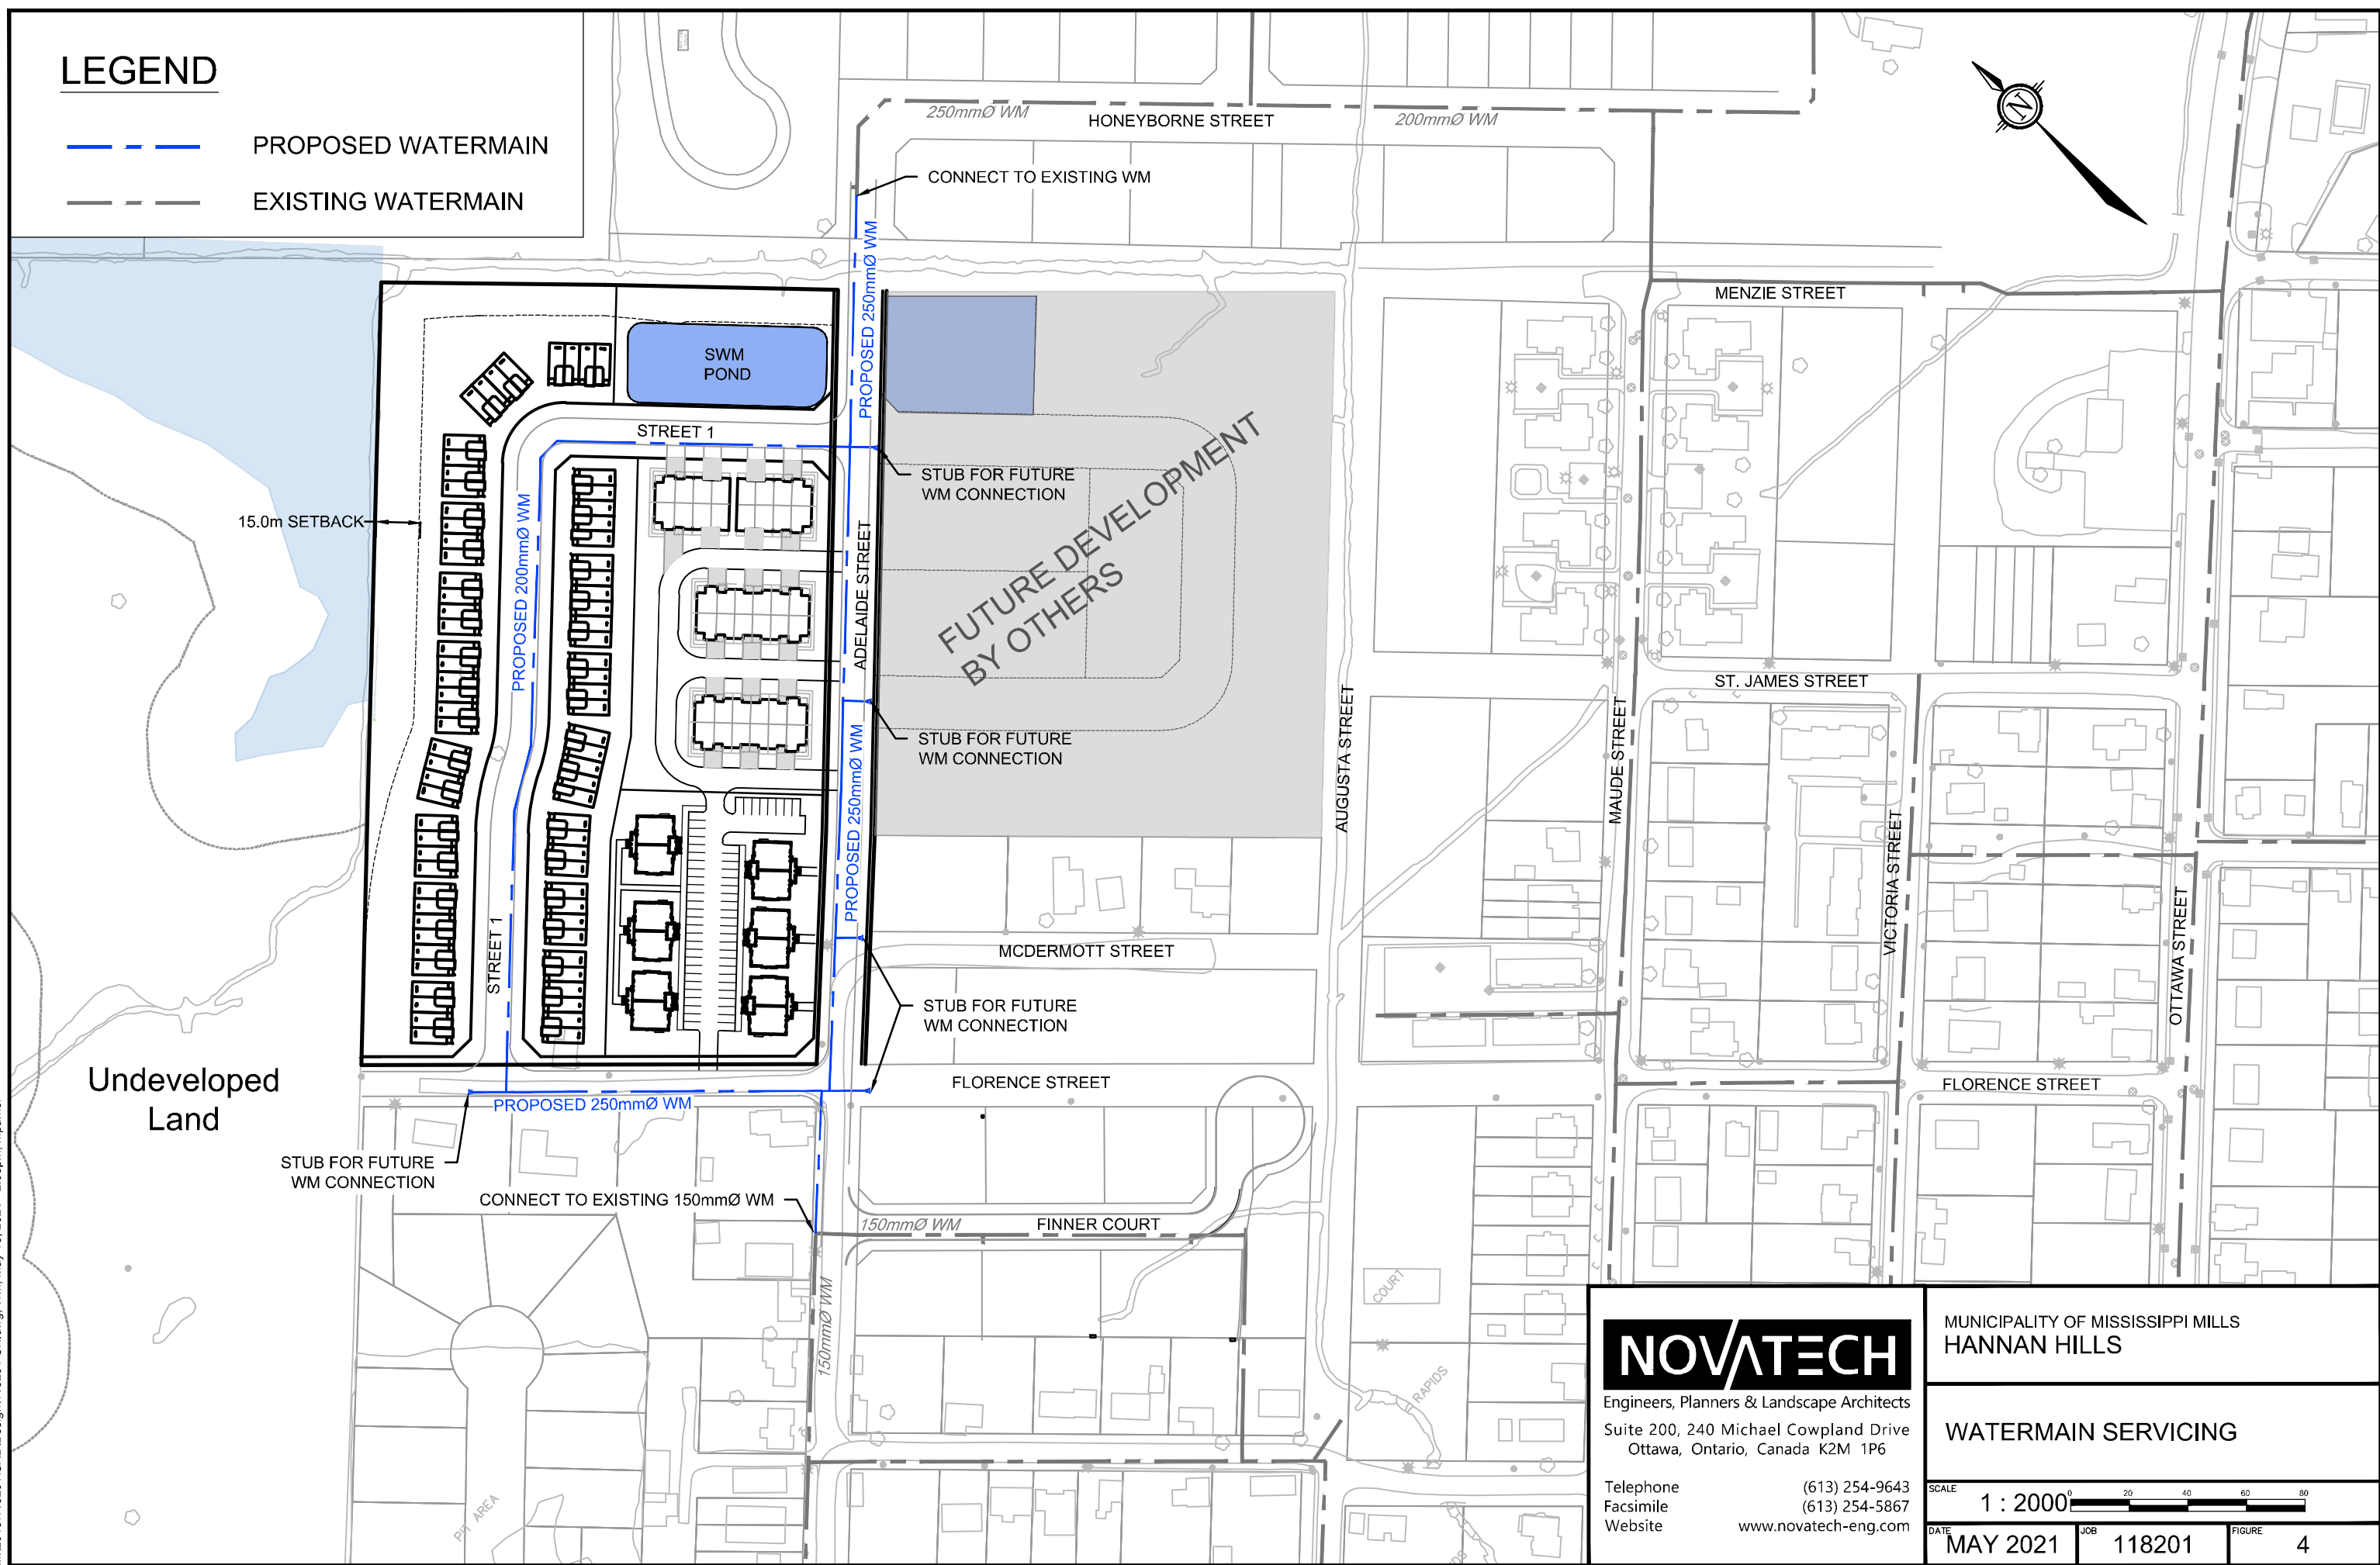 LEGEND
PROPOSED WATERMAIN
EXISTING WATERMAIN
250mmØ WM
HONEYBORNE STREET
200mmØ WM
N
CONNECT TO EXISTING WM
PROPOSED 250mmØ WM
MENZIE STREET
SWM
POND
STREET 1
STUB FOR FUTURE
WM CONNECTION
15.0m SETBACK
PROPOSED 200mmØ WM
ADELAIDE STREET
FUTURE DEVELOPMENT
BY OTHERS
ST. JAMES STREET
AUGUSTA STREET
MAUDE STREET
STUB FOR FUTURE
WM CONNECTION
PROPOSED 250mmØ WM
VICTORIA STREET
OTTAWA STREET
STREET 1
MCDERMOTT STREET
STUB FOR FUTURE
WM CONNECTION
Undeveloped
Land
FLORENCE STREET
FLORENCE STREET
PROPOSED 250mmØ WM
STUB FOR FUTURE
WM CONNECTION
CONNECT TO EXISTING 150mmØ WM
150mmØ WM
FINNER COURT
150mmØ WM
COURT
RAPIDS
PIT AREA
NOVATECH
Engineers, Planners & Landscape Architects
Suite 200, 240 Michael Cowpland Drive
Ottawa, Ontario, Canada K2M 1P6
Telephone (613) 254-9643
Facsimile (613) 254-5867
Website www.novatech-eng.com
MUNICIPALITY OF MISSISSIPPI MILLS
HANNAN HILLS
WATERMAIN SERVICING
SCALE
1 : 2000
0 20 40 60 80
DATE
MAY 2021
JOB
118201
FIGURE
4